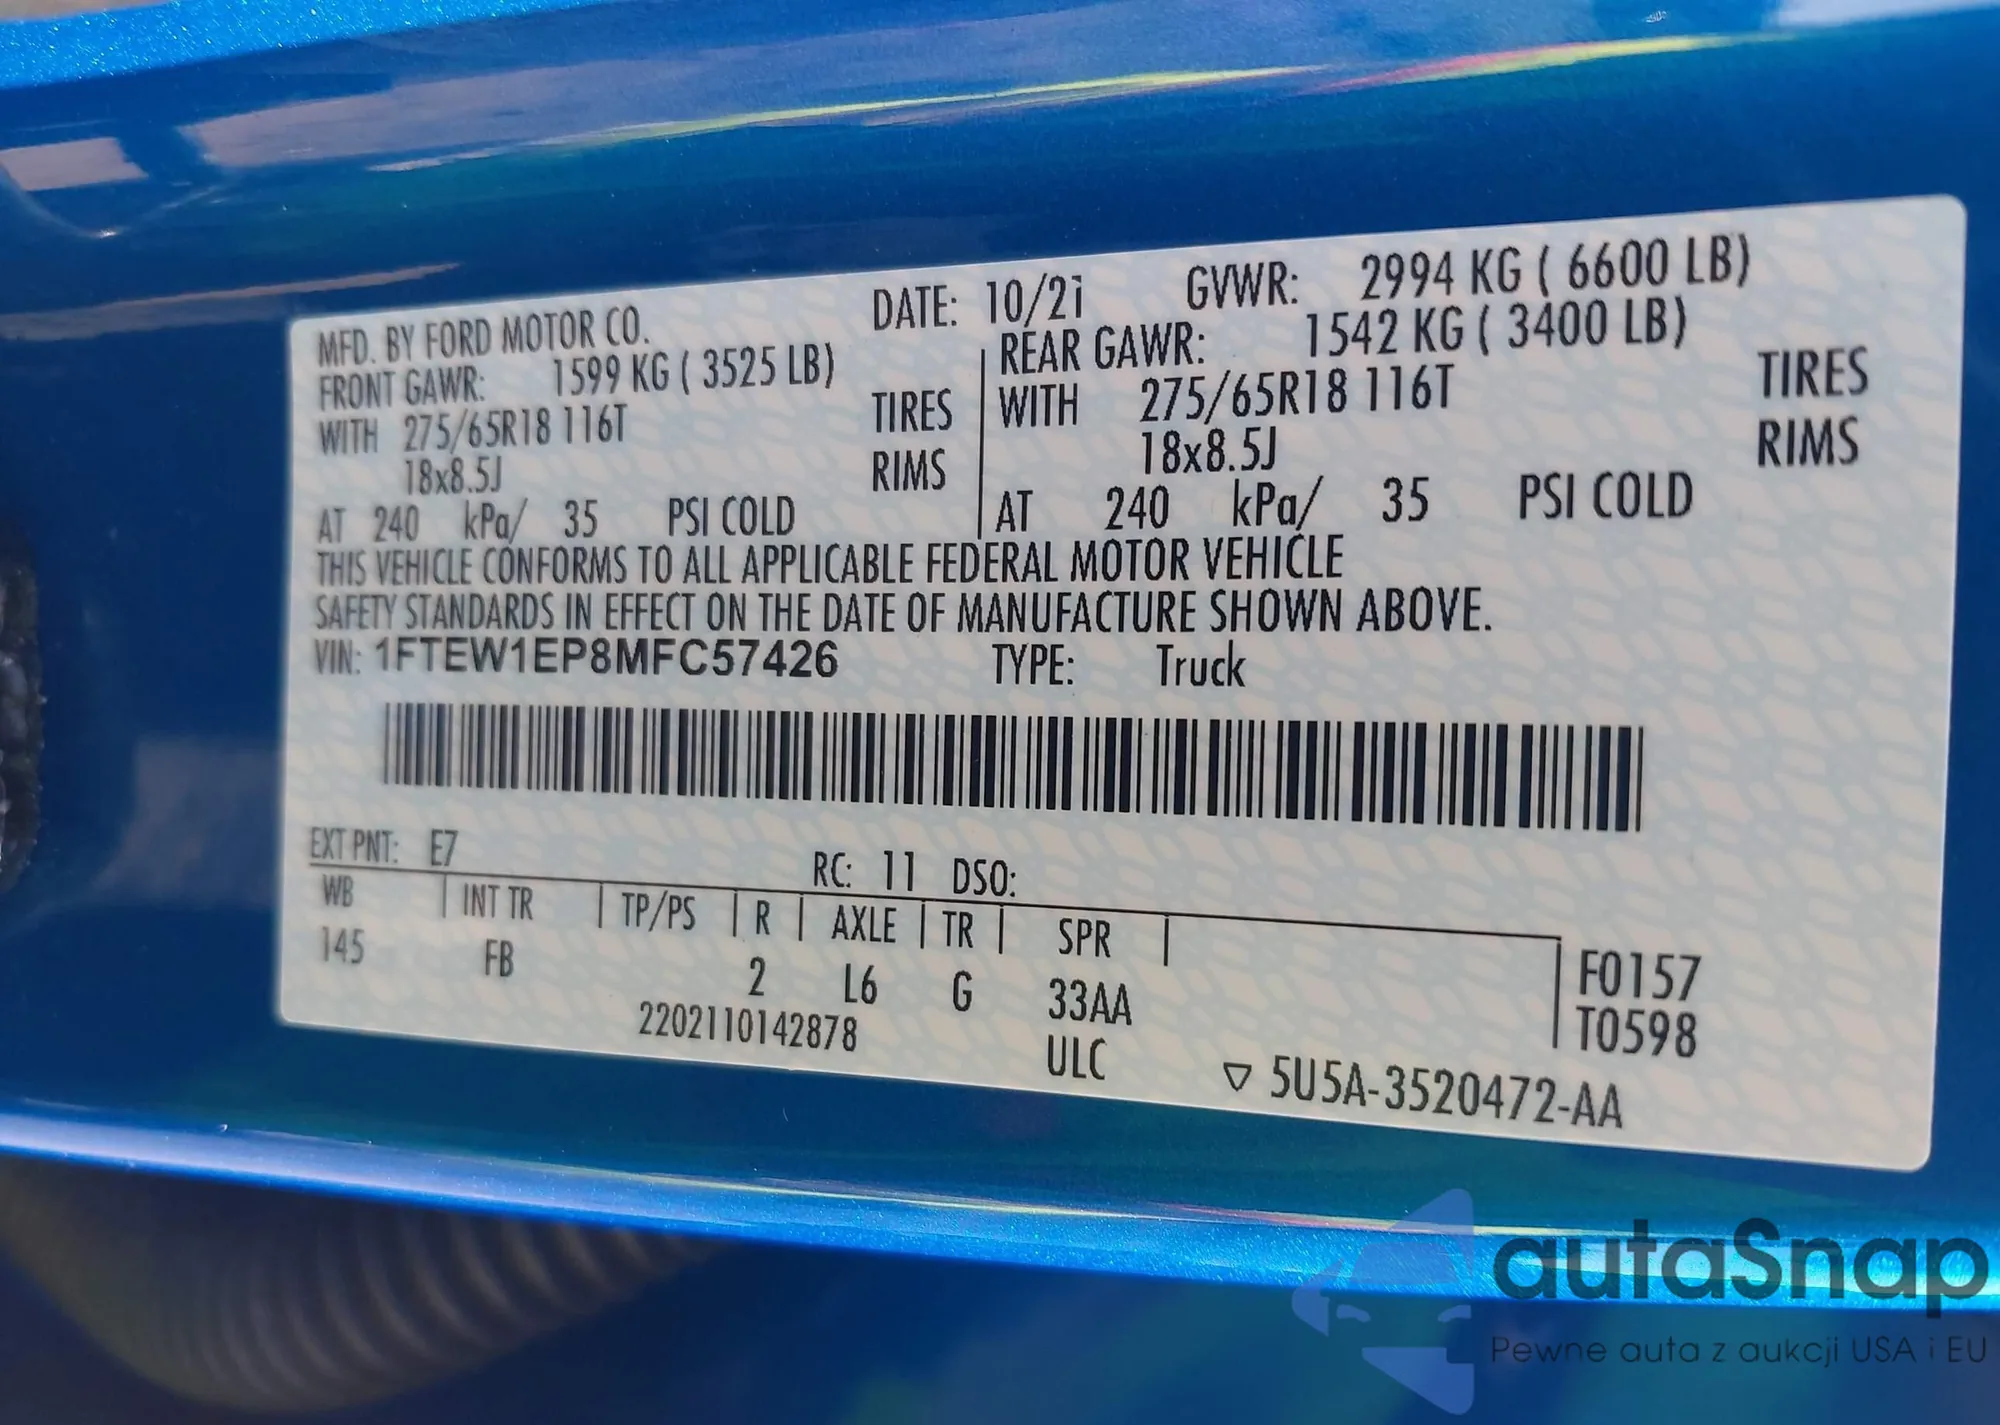 MFD. BY FORD MOTOR CO. DATE: 10/21 GVWR: 2994 KG ( 6600 LB)
FRONT GAWR: 1599 KG ( 3525 LB) REAR GAWR: 1542 KG ( 3400 LB)
WITH 275/65R18 116T TIRES WITH 275/65R18 116T TIRES
18x8.5J RIMS 18x8.5J RIMS
AT 240 kPa/ 35 PSI COLD AT 240 kPa/ 35 PSI COLD
THIS VEHICLE CONFORMS TO ALL APPLICABLE FEDERAL MOTOR VEHICLE
SAFETY STANDARDS IN EFFECT ON THE DATE OF MANUFACTURE SHOWN ABOVE.
VIN: 1FTEW1EP8MFC57426 TYPE: Truck
EXT PNT: E7 RC: 11 DSO:
WB INT TR TP/PS R AXLE TR SPR
145 FB 2 L6 G 33AA F0157
2202110142878 ULC T0598
▽ 5U5A-3520472-AA
autaSnap
Pewne auta z aukcji USA i EU